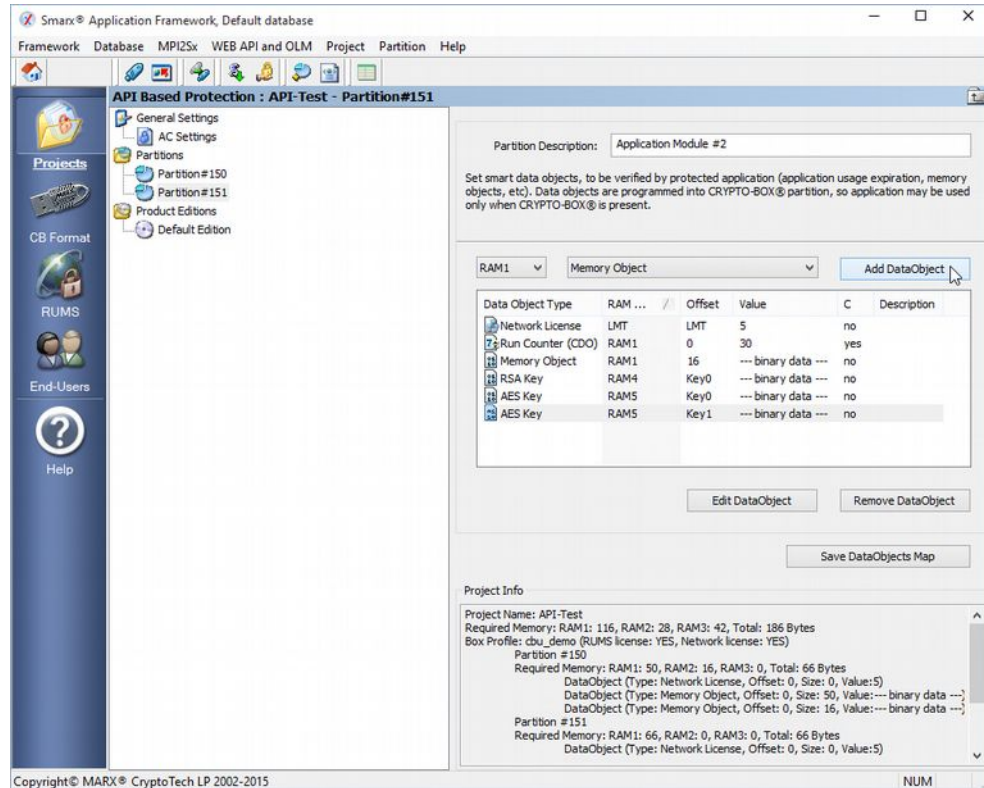 Smarx® Application Framework, Default database
Framework Database MPI2Sx WEB API and OLM Project Partition Help
API Based Protection : API-Test - Partition#151
Projects
CB Format
RUMS
End-Users
Help
General Settings
AC Settings
Partitions
Partition#150
Partition#151
Product Editions
Default Edition
Partition Description: Application Module #2
Set smart data objects, to be verified by protected application (application usage expiration, memory
objects, etc). Data objects are programmed into CRYPTO-BOX® partition, so application may be used
only when CRYPTO-BOX® is present.
RAM1 Memory Object Add DataObject
Data Object Type RAM ... / Offset Value C Description
Network License LMT LMT 5 no
Run Counter (CDO) RAM1 0 30 yes
Memory Object RAM1 16 --- binary data --- no
RSA Key RAM4 Key0 --- binary data --- no
AES Key RAM5 Key0 --- binary data --- no
AES Key RAM5 Key1 --- binary data --- no
Edit DataObject Remove DataObject
Save DataObjects Map
Project Info
Project Name: API-Test
Required Memory: RAM1: 116, RAM2: 28, RAM3: 42, Total: 186 Bytes
Box Profile: cbu_demo (RUMS license: YES, Network license: YES)
Partition #150
Required Memory: RAM1: 50, RAM2: 16, RAM3: 0, Total: 66 Bytes
DataObject (Type: Network License, Offset: 0, Size: 0, Value:5)
DataObject (Type: Memory Object, Offset: 0, Size: 50, Value:--- binary data ---)
DataObject (Type: Memory Object, Offset: 0, Size: 16, Value:--- binary data ---)
Partition #151
Required Memory: RAM1: 66, RAM2: 0, RAM3: 0, Total: 66 Bytes
DataObject (Type: Network License, Offset: 0, Size: 0, Value:5)
Copyright© MARX® CryptoTech LP 2002-2015 NUM